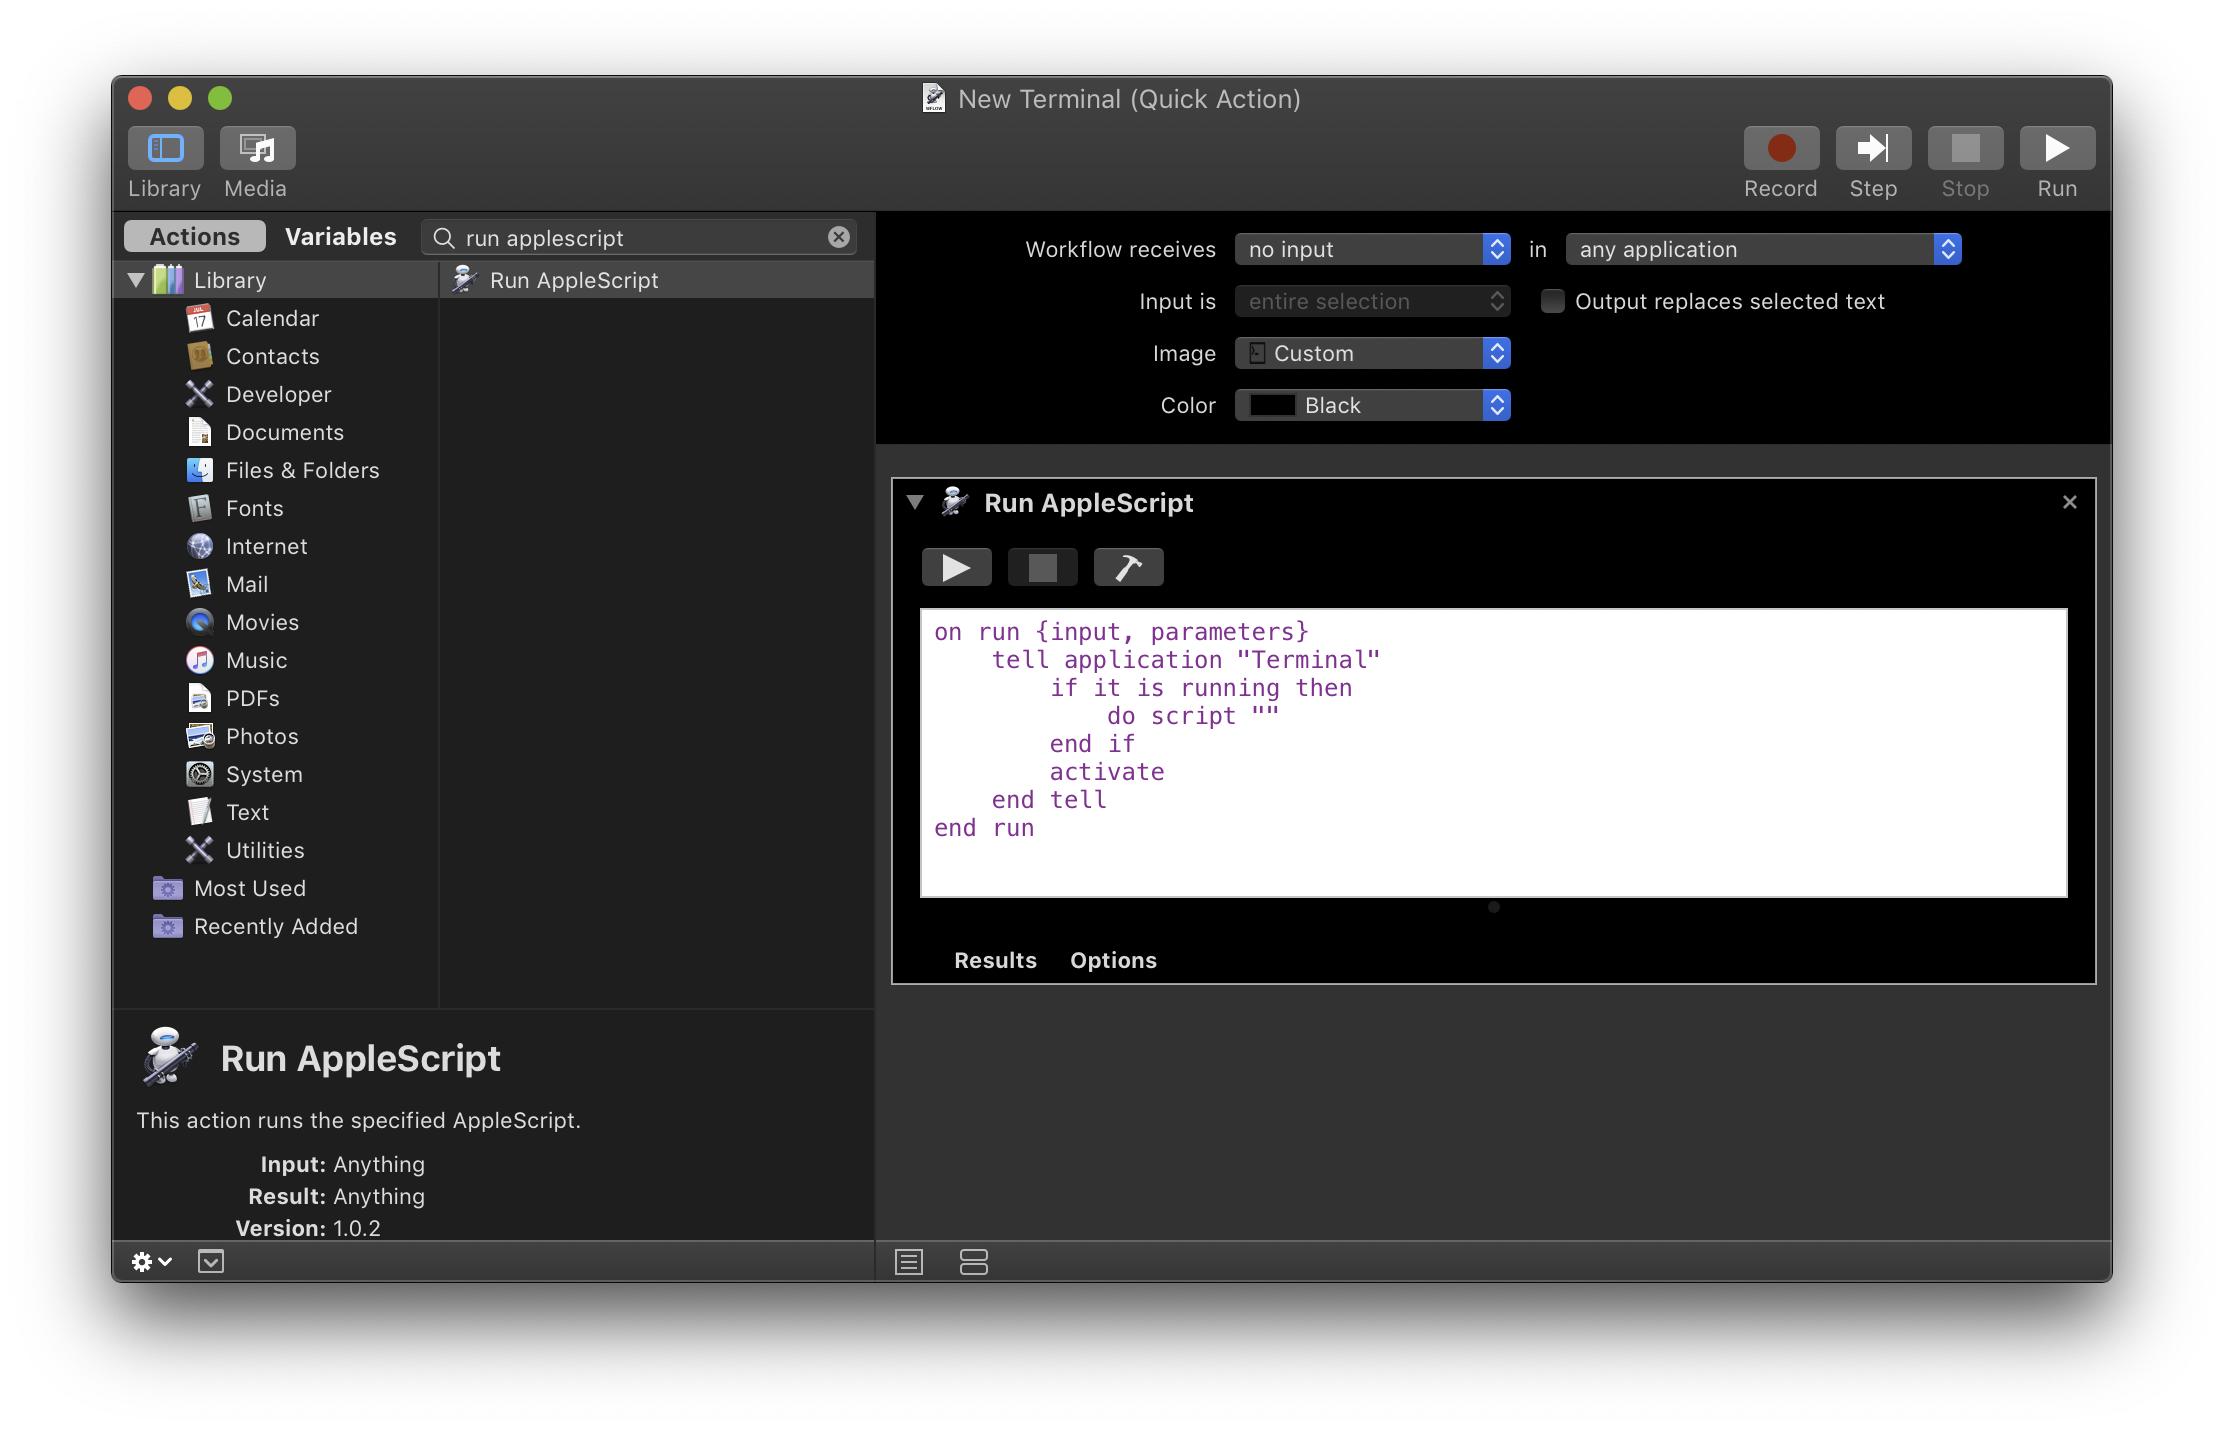 New Terminal (Quick Action)
Library
Media
Record
Step
Stop
Run
Actions
Variables
run applescript
Library
Calendar
Contacts
Developer
Documents
Files & Folders
Fonts
Internet
Mail
Movies
Music
PDFs
Photos
System
Text
Utilities
Most Used
Recently Added
Run AppleScript
Run AppleScript
This action runs the specified AppleScript.
Input: Anything
Result: Anything
Version: 1.0.2
Workflow receives no input in any application
Input is entire selection Output replaces selected text
Image Custom
Color Black
Run AppleScript
on run {input, parameters}
tell application "Terminal"
if it is running then
do script ""
end if
activate
end tell
end run
Results Options